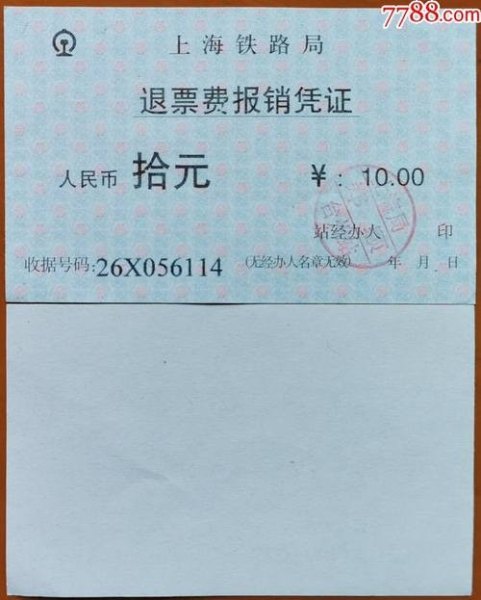 7788.com
上海铁路局
退票费报销凭证
人民币 拾元 ¥: 10.00
站经办人 印
收据号码:26X056114 (无经办人名章无效) 年 月 日